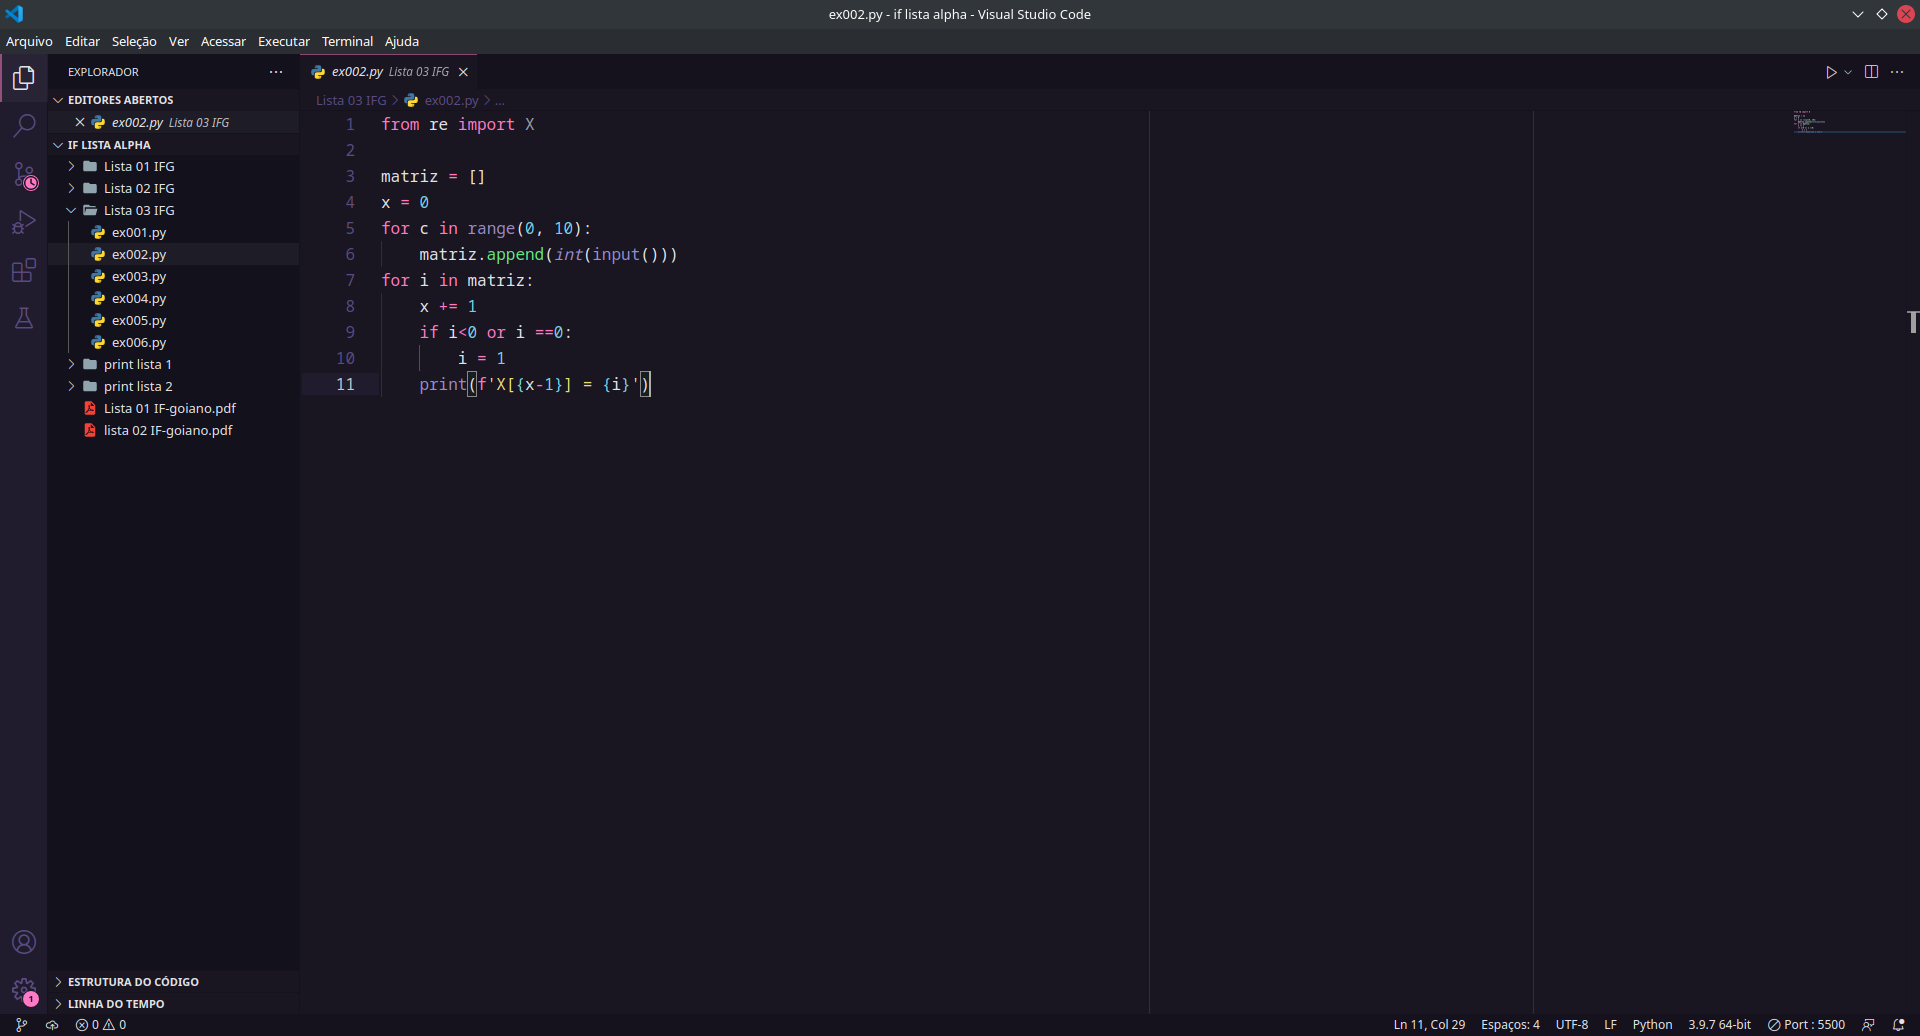 ex002.py - if lista alpha - Visual Studio Code
Arquivo Editar Seleção Ver Acessar Executar Terminal Ajuda
EXPLORADOR
EDITORES ABERTOS
ex002.py Lista 03 IFG
IF LISTA ALPHA
Lista 01 IFG
Lista 02 IFG
Lista 03 IFG
ex001.py
ex002.py
ex003.py
ex004.py
ex005.py
ex006.py
print lista 1
print lista 2
Lista 01 IF-goiano.pdf
lista 02 IF-goiano.pdf
ESTRUTURA DO CÓDIGO
LINHA DO TEMPO
1
ex002.py Lista 03 IFG
Lista 03 IFG > ex002.py > ...
1 from re import X
2
3 matriz = []
4 x = 0
5 for c in range(0, 10):
6     matriz.append(int(input()))
7 for i in matriz:
8     x += 1
9     if i<0 or i ==0:
10         i = 1
11     print(f'X[{x-1}] = {i}')
0 0
Ln 11, Col 29 Espaços: 4 UTF-8 LF Python 3.9.7 64-bit Port : 5500